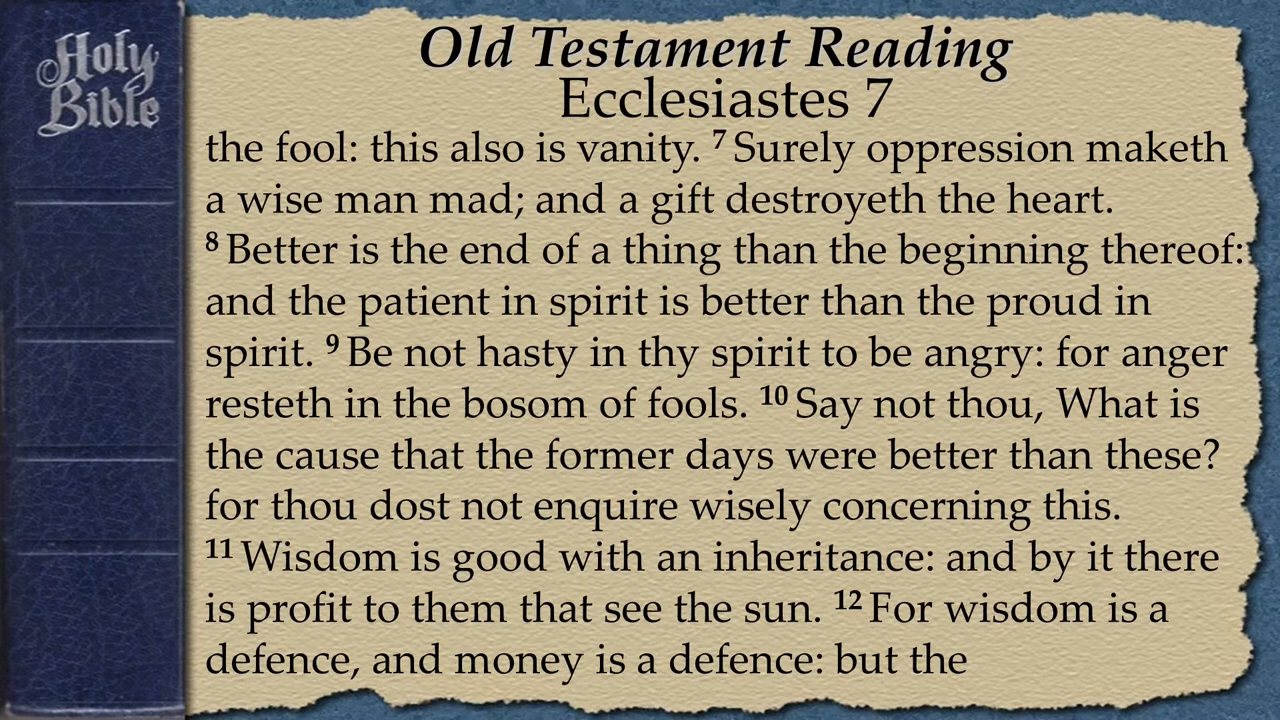 Holy
Bible
Old Testament Reading
Ecclesiastes 7
the fool: this also is vanity. 7 Surely oppression maketh
a wise man mad; and a gift destroyeth the heart.
8 Better is the end of a thing than the beginning thereof:
and the patient in spirit is better than the proud in
spirit. 9 Be not hasty in thy spirit to be angry: for anger
resteth in the bosom of fools. 10 Say not thou, What is
the cause that the former days were better than these?
for thou dost not enquire wisely concerning this.
11 Wisdom is good with an inheritance: and by it there
is profit to them that see the sun. 12 For wisdom is a
defence, and money is a defence: but the